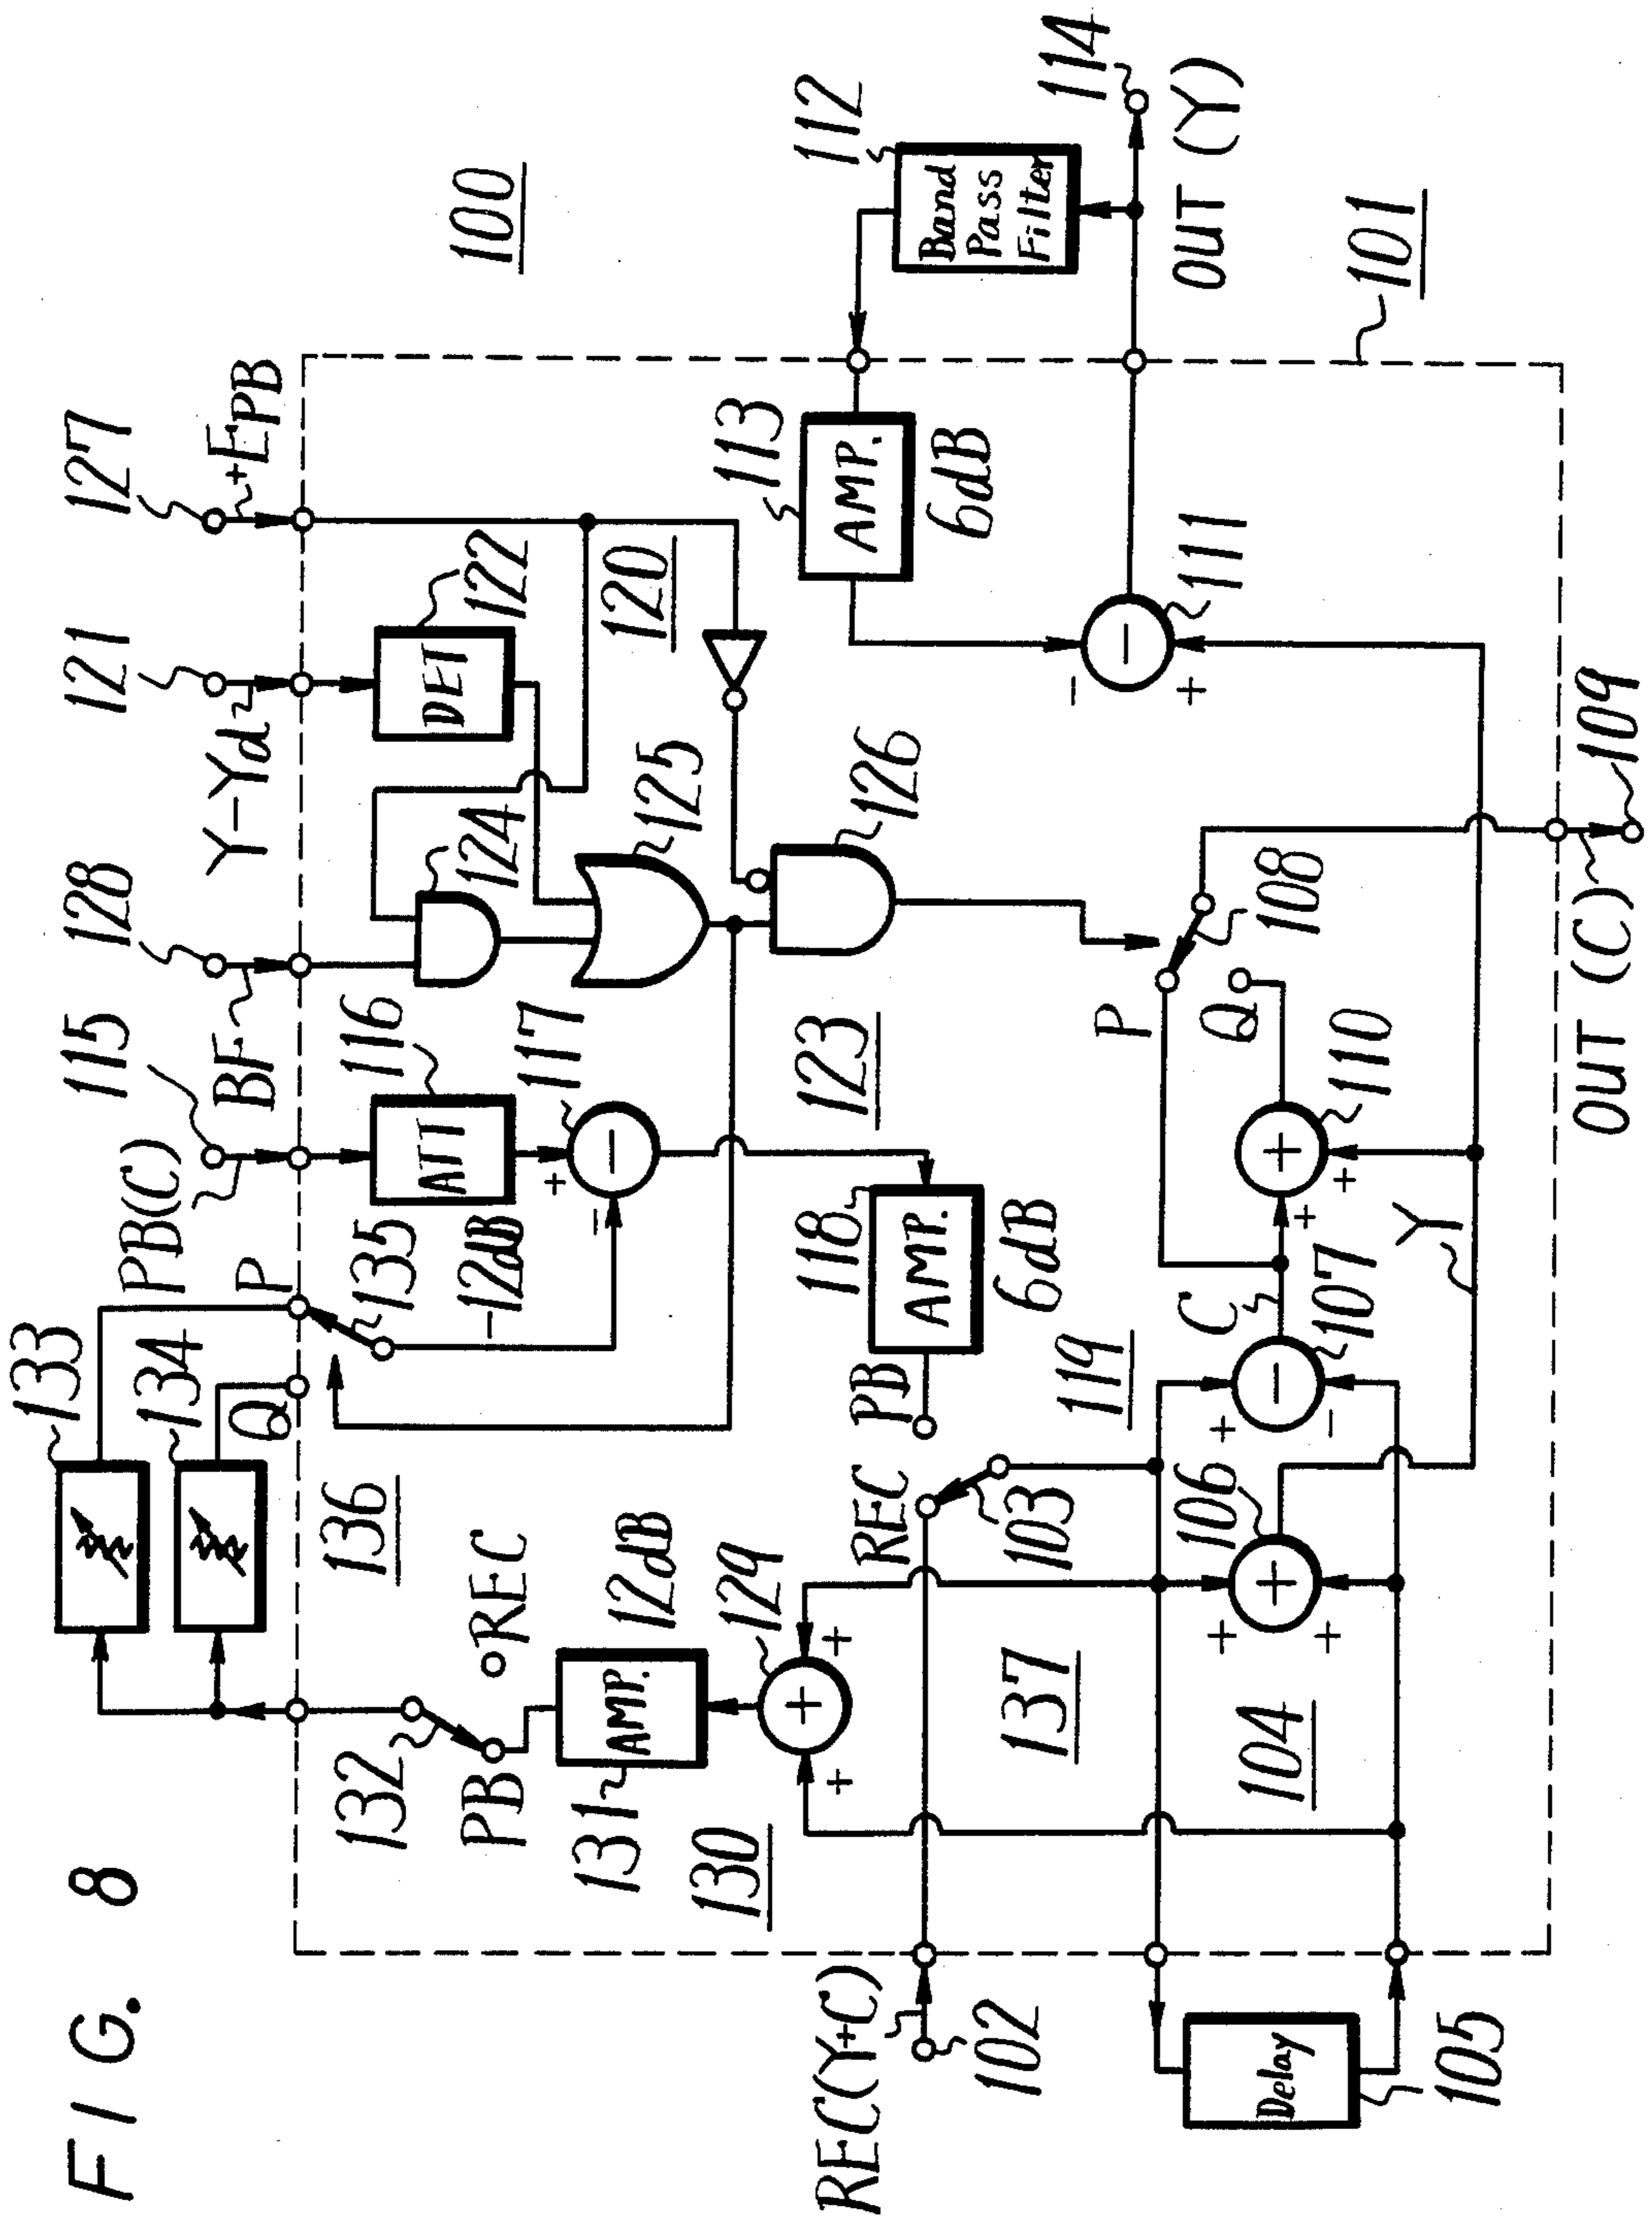 FIG. 8
133
134
Q
P
PB(C)
115
BF
128
Y-Yd
121
127
+EPB
100
136
135
ATT
116
-12dB
+
-
-
117
124
DET
122
120
132
PB
REC
131
AMP.
12dB
130
129
+
+
+
125
123
126
113
AMP.
6dB
112
Band
Pass
Filter
114
OUT (Y)
REC(Y+C)
102
REC
PB
103
118
AMP.
6dB
119
137
P
Q
108
-
-
+
111
101
Delay
105
104
106
+
+
+
C
107
+
-
-
110
+
+
+
Y
OUT (C)
109